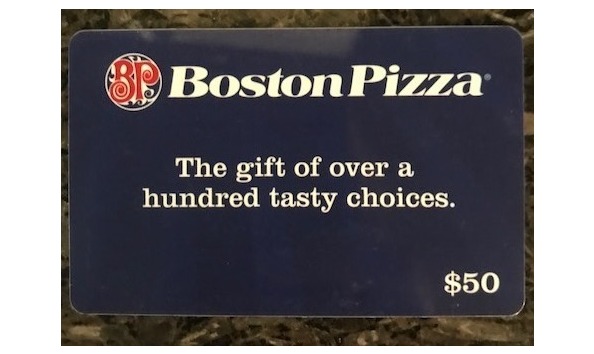 BP Boston Pizza®
The gift of over a
hundred tasty choices.
$50